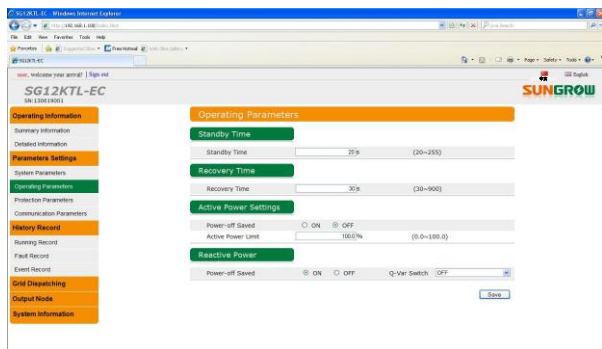 SG12KTL-EC - Windows Internet Explorer
File Edit View Favorites Tools Help
Favorites
SG12KTL-EC
Page Safety Tools
user, welcome your arrival! | Sign out
English
SG12KTL-EC
SUNGROW
Operating Information
Summary Information
Detailed Information
Parameters Settings
System Parameters
Operating Parameters
Protection Parameters
Communication Parameters
History Record
Running Record
Fault Record
Event Record
Grid Dispatching
Output Node
System Information
Operating Parameters
Standby Time
Standby Time 20 s (20~255)
Recovery Time
Recovery Time 30 s (30~900)
Active Power Settings
Power-off Saved ON OFF
Active Power Limit 100.0 % (0.0~100.0)
Reactive Power
Power-off Saved ON OFF Q-Var Switch OFF
Save